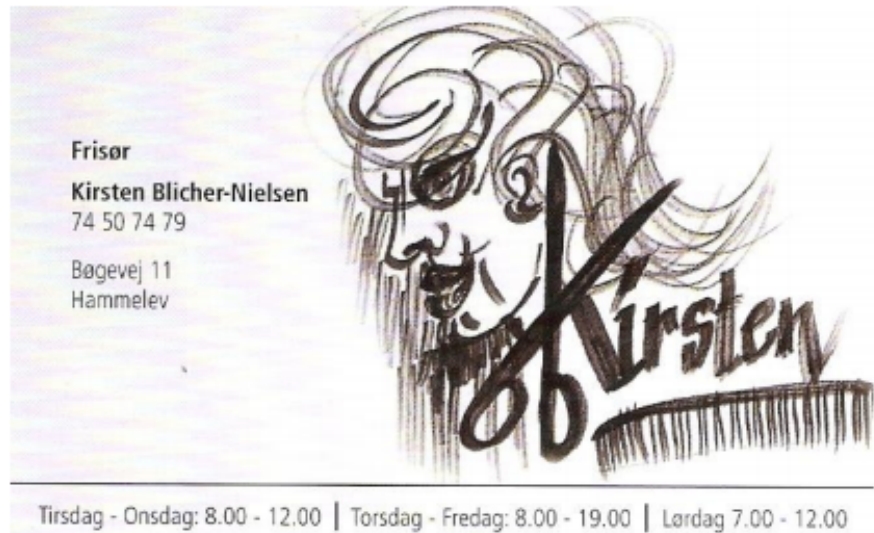 Frisør
Kirsten Blicher-Nielsen
74 50 74 79
Bøgevej 11
Hammelev
Kirsten
Tirsdag - Onsdag: 8.00 - 12.00 | Torsdag - Fredag: 8.00 - 19.00 | Lørdag 7.00 - 12.00